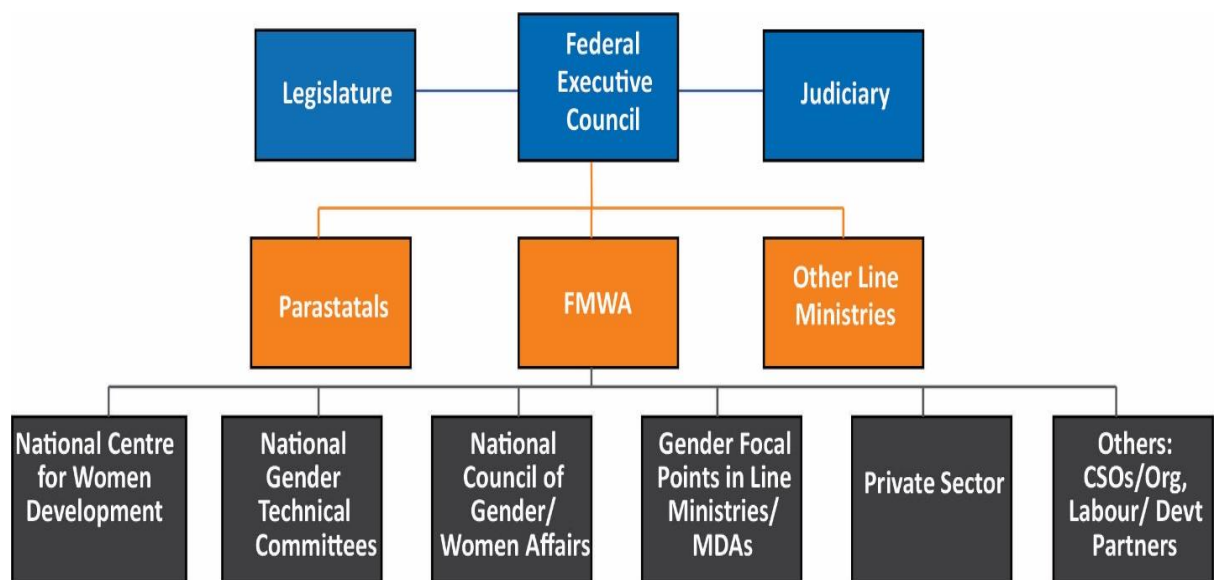 Legislature
Federal
Executive
Council
Judiciary
Parastatals
FMWA
Other Line
Ministries
National Centre
for Women
Development
National
Gender
Technical
Committees
National
Council of
Gender/
Women Affairs
Gender Focal
Points in Line
Ministries/
MDAs
Private Sector
Others:
CSOs/Org,
Labour/ Devt
Partners